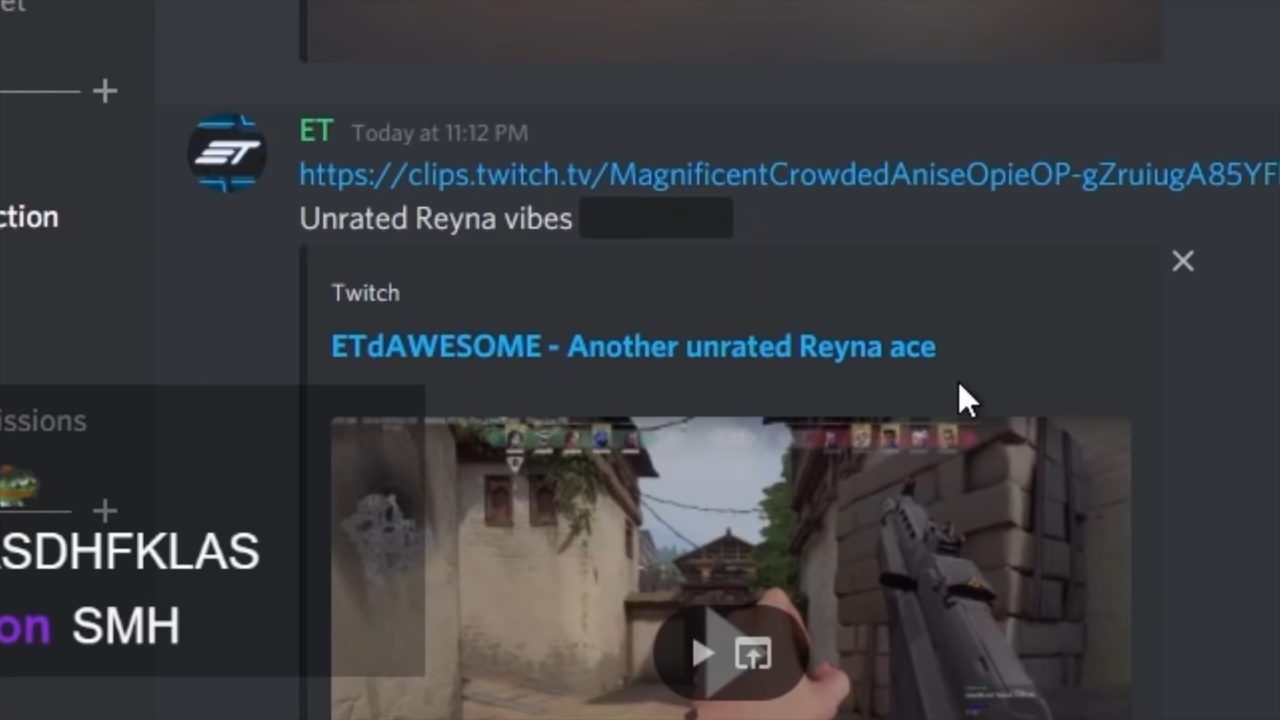 et
ET Today at 11:12 PM
https://clips.twitch.tv/MagnificentCrowdedAniseOpieOP-gZruiugA85YF
ction
Unrated Reyna vibes
Twitch
ETdAWESOME - Another unrated Reyna ace
issions
SDHFKLAS
on SMH